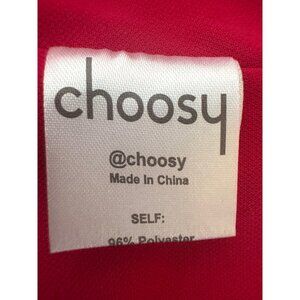 choosy
@choosy
Made In China
SELF:
96% Polyester